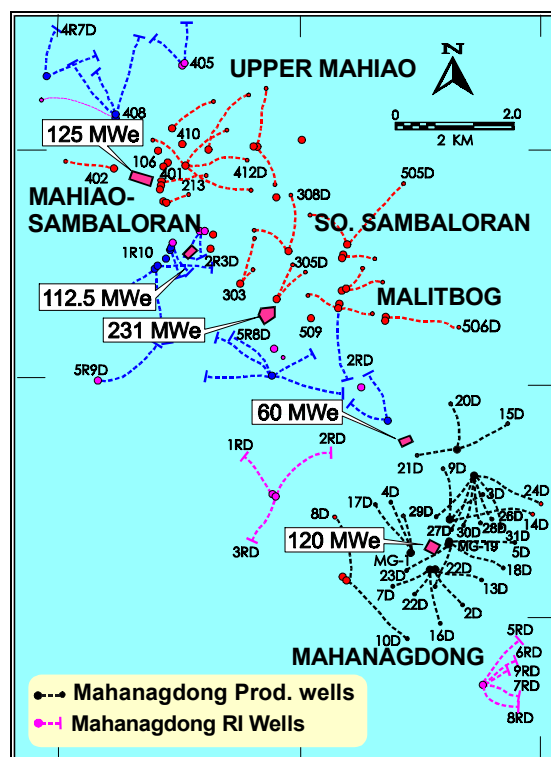 4R7D
405
UPPER MAHIAO
N
408
0
2.0
2 KM
125 MWe
410
106
401
402
213
412D
505D
MAHIAO-
SAMBALORAN
308D
SO. SAMBALORAN
1R10
2R3D
305D
112.5 MWe
303
MALITBOG
231 MWe
5R8D
509
506D
2RD
5R9D
60 MWe
20D
15D
1RD
2RD
21D
9D
3D
24D
4D
17D
8D
29D
26D
27D
30D
28D
14D
3RD
120 MWe
MG-19
31D
5D
MG-1
23D
22D
18D
7D
22D
13D
2D
10D
16D
MAHANAGDONG
5RD
6RD
9RD
7RD
8RD
Mahanagdong Prod. wells
Mahanagdong RI Wells